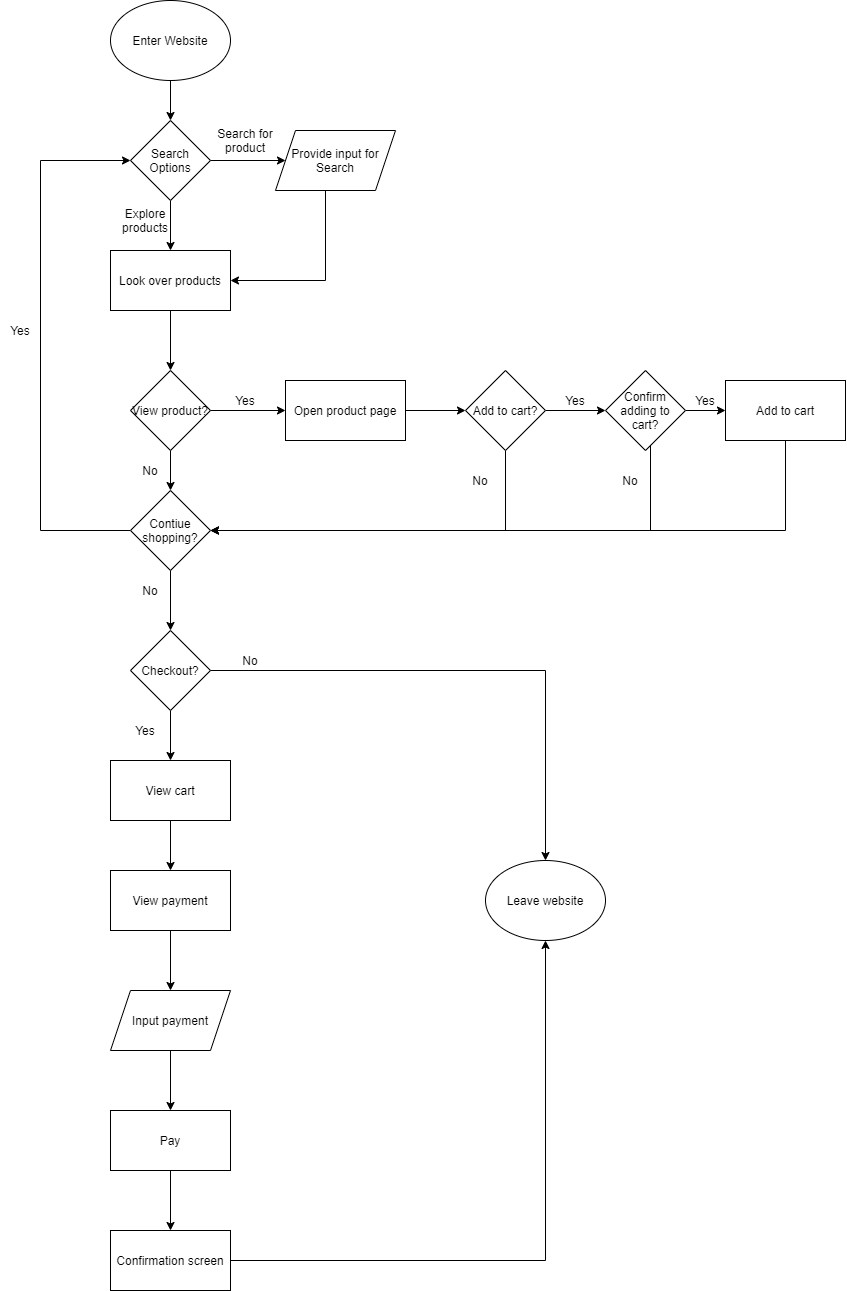 Enter Website
Search for
product
Search
Options
Provide input for
Search
Explore
products
Look over products
Yes
View product?
Yes
Open product page
Add to cart?
Yes
Confirm
adding to
cart?
Yes
Add to cart
No
No
No
Contiue
shopping?
No
Checkout?
No
Yes
View cart
View payment
Leave website
Input payment
Pay
Confirmation screen